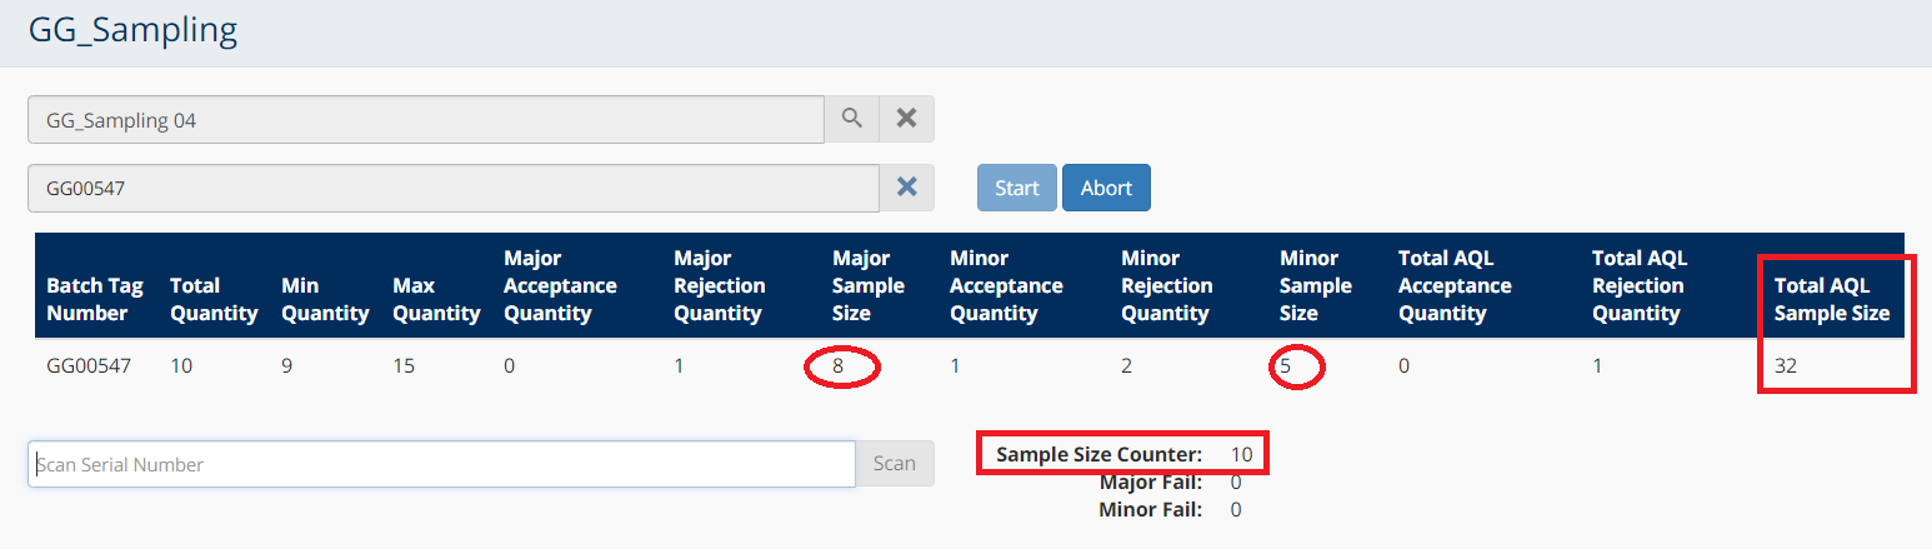 GG_Sampling
GG_Sampling 04
GG00547
Start Abort
Batch Tag Number Total Quantity Min Quantity Max Quantity Major Acceptance Quantity Major Rejection Quantity Major Sample Size Minor Acceptance Quantity Minor Rejection Quantity Minor Sample Size Total AQL Acceptance Quantity Total AQL Rejection Quantity Total AQL Sample Size
GG00547 10 9 15 0 1 8 1 2 5 0 1 32
Scan Serial Number Scan
Sample Size Counter: 10
Major Fail: 0
Minor Fail: 0